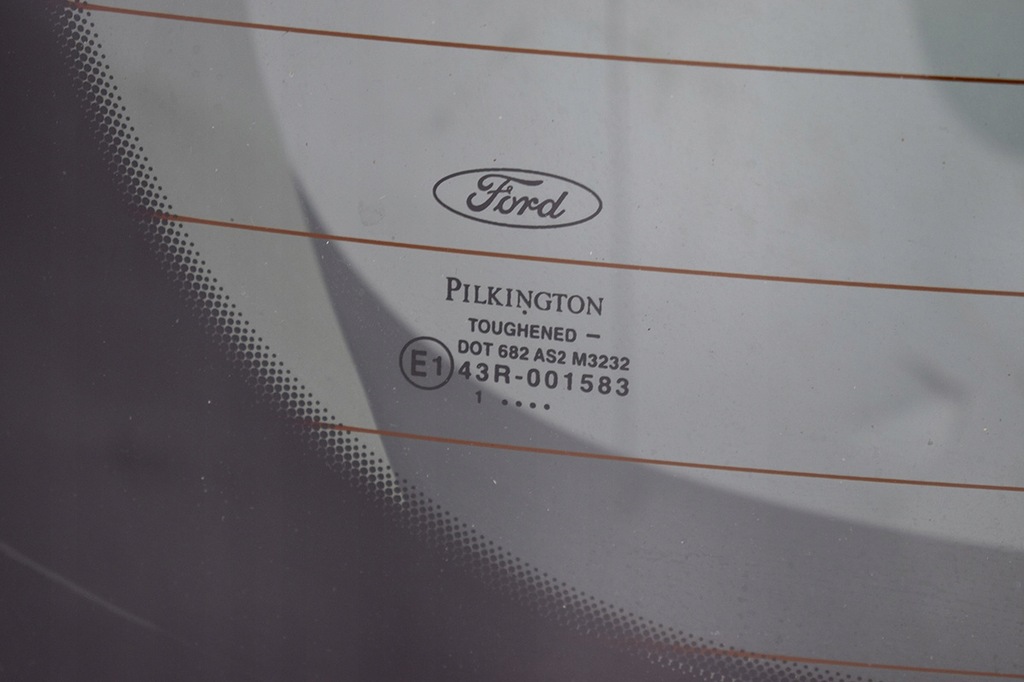 Ford
PILKINGTON
TOUGHENED –
DOT 682 AS2 M3232
E1 43R-001583
1 ••••